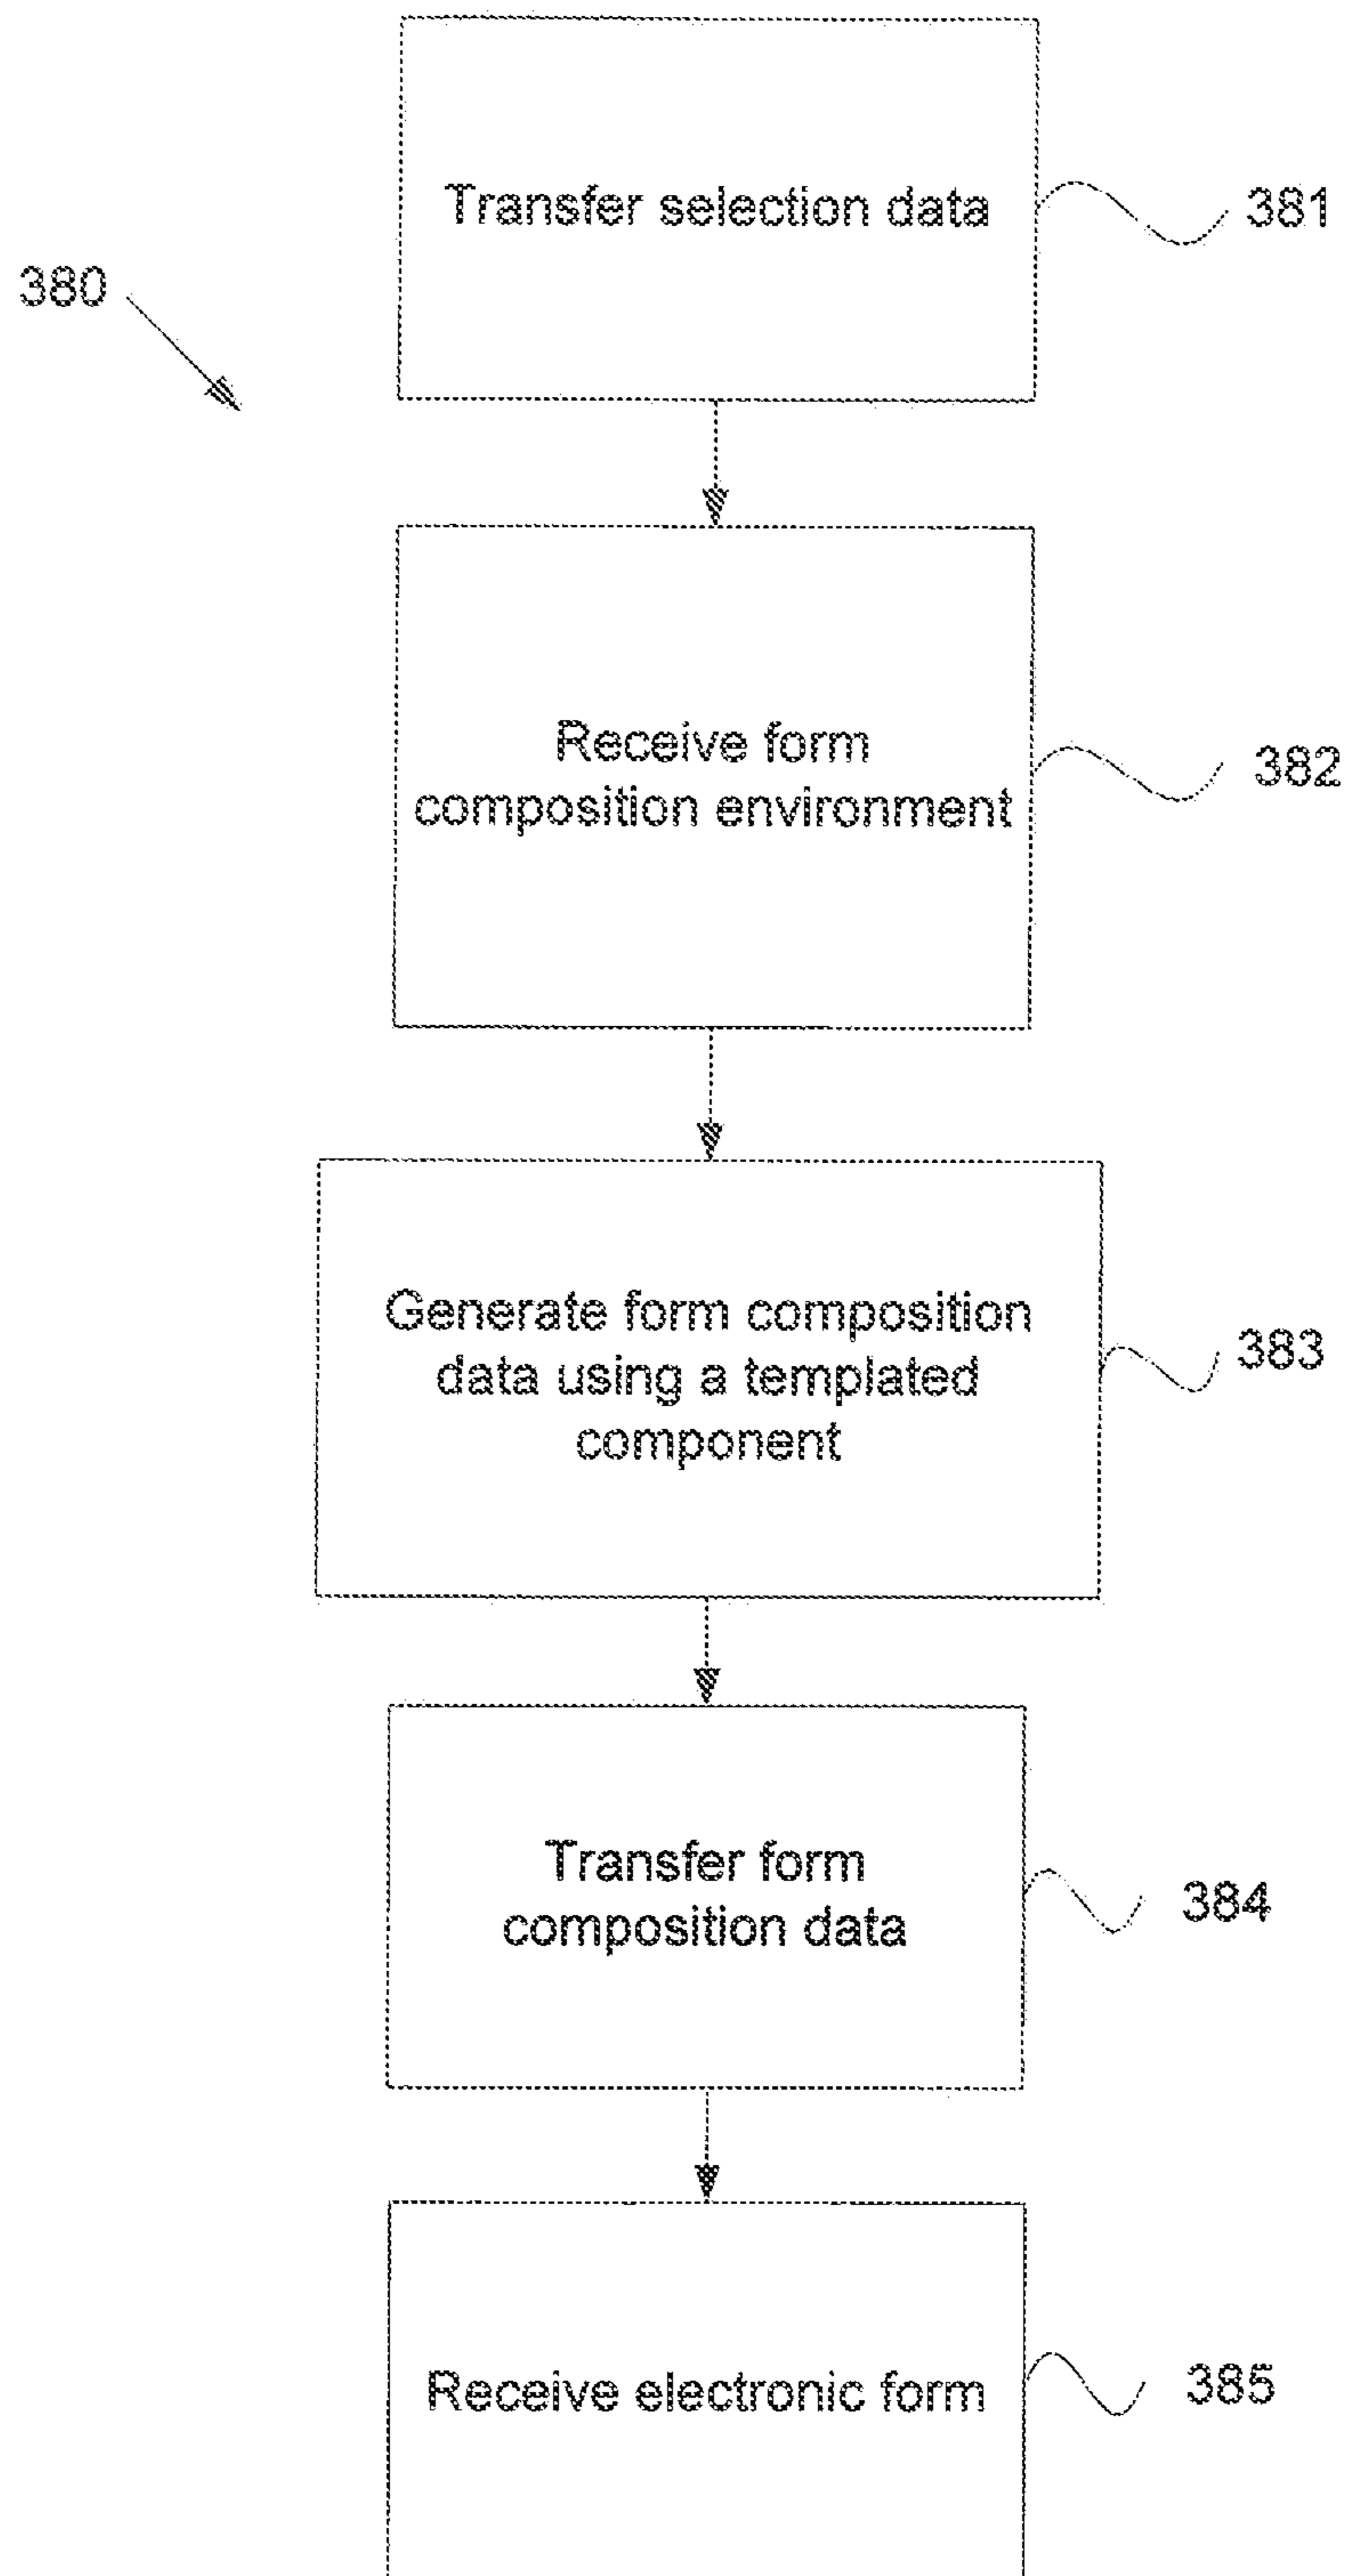 Transfer selection data
381
380
Receive form
composition environment
382
Generate form composition
data using a templated
component
383
Transfer form
composition data
384
Receive electronic form
385